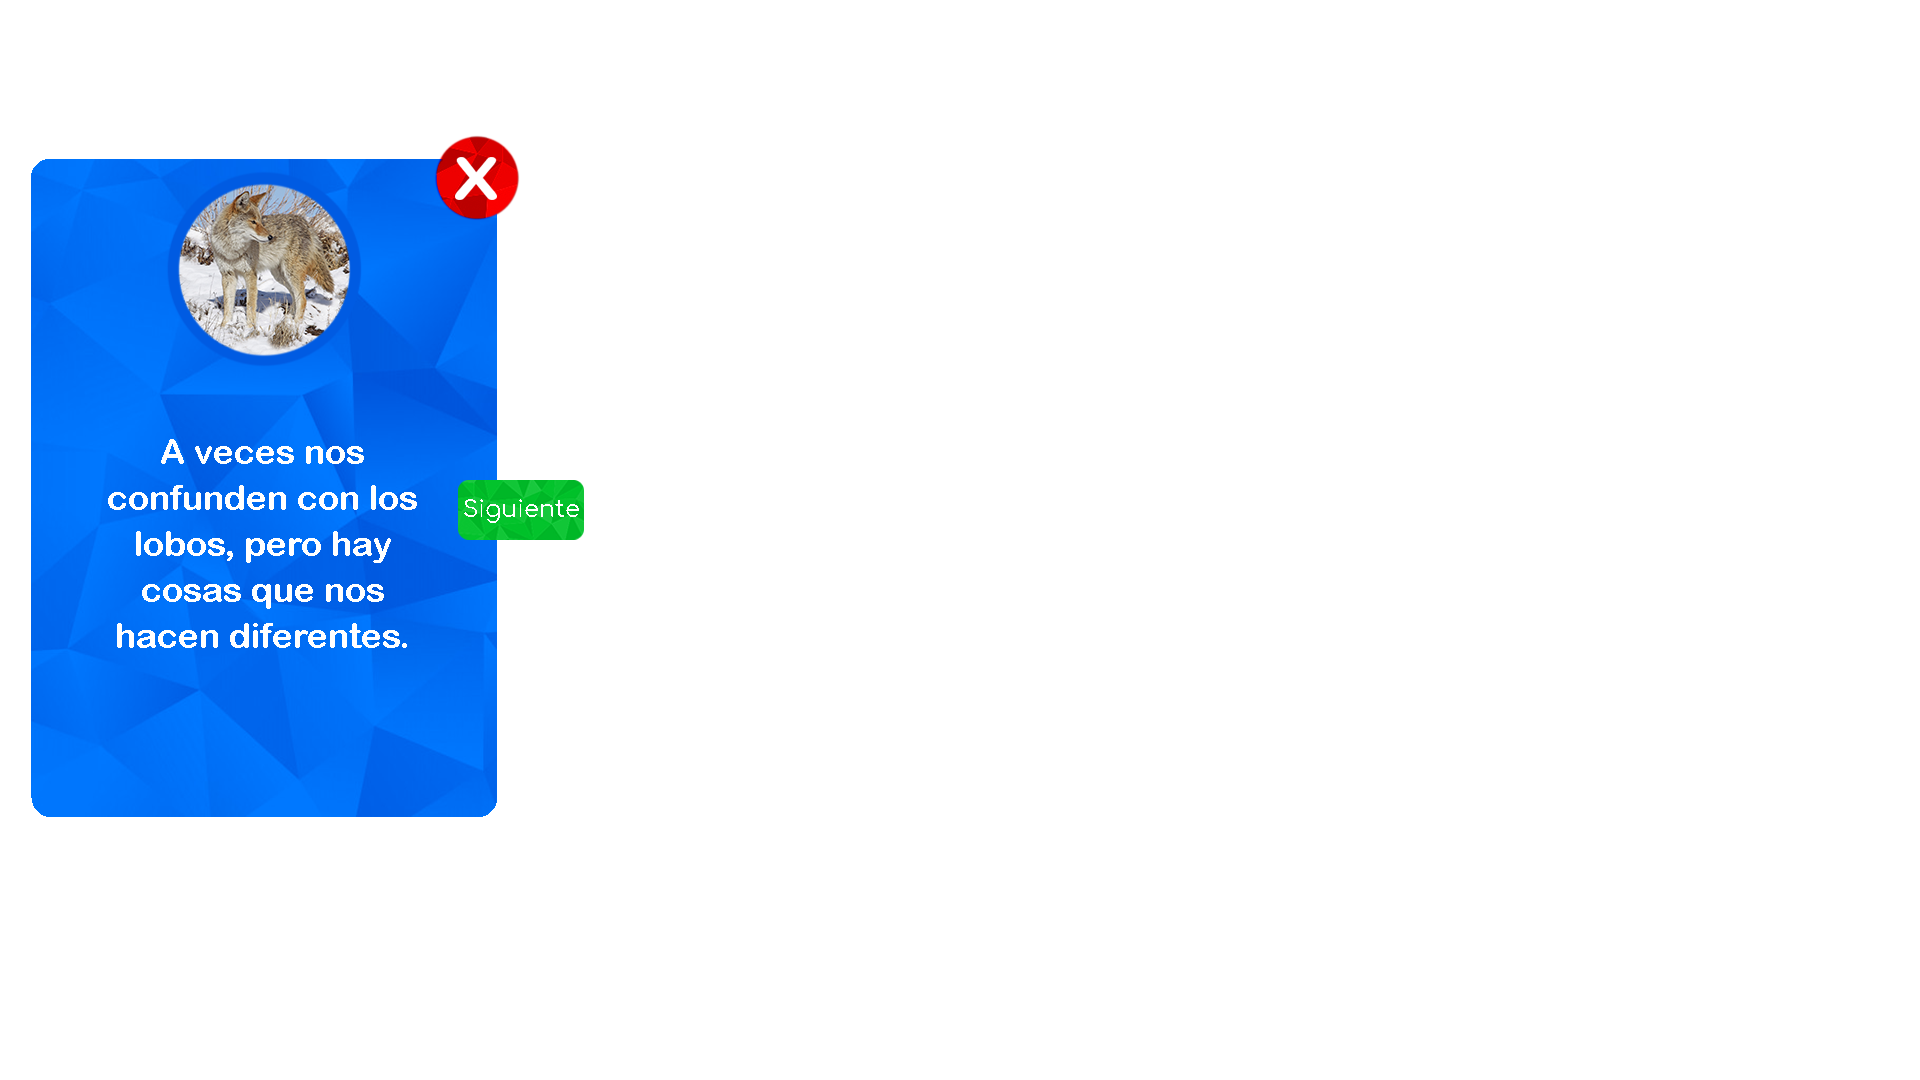 X
A veces nos
confunden con los
lobos, pero hay
cosas que nos
hacen diferentes.
Siguiente